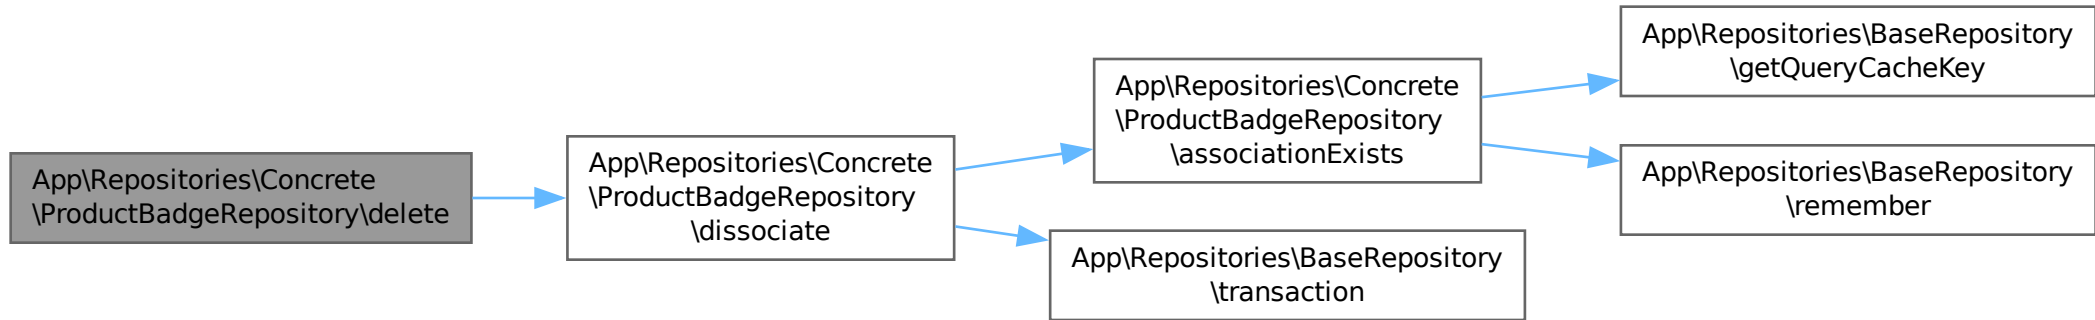 App\Repositories\Concrete
\ProductBadgeRepository\delete
App\Repositories\Concrete
\ProductBadgeRepository
\dissociate
App\Repositories\Concrete
\ProductBadgeRepository
\associationExists
App\Repositories\BaseRepository
\getQueryCacheKey
App\Repositories\BaseRepository
\remember
App\Repositories\BaseRepository
\transaction